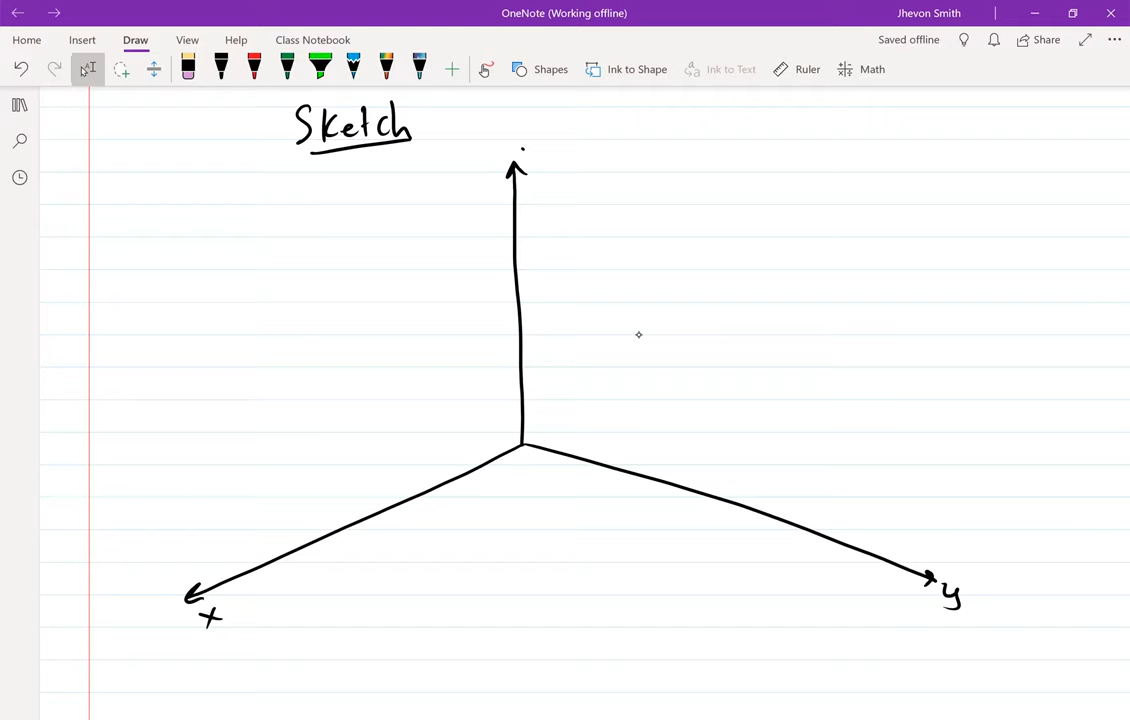 OneNote (Working offline)
Jhevon Smith
Home Insert Draw View Help Class Notebook
Saved offline Share
Shapes Ink to Shape Ink to Text Ruler Math
Sketch
x
y